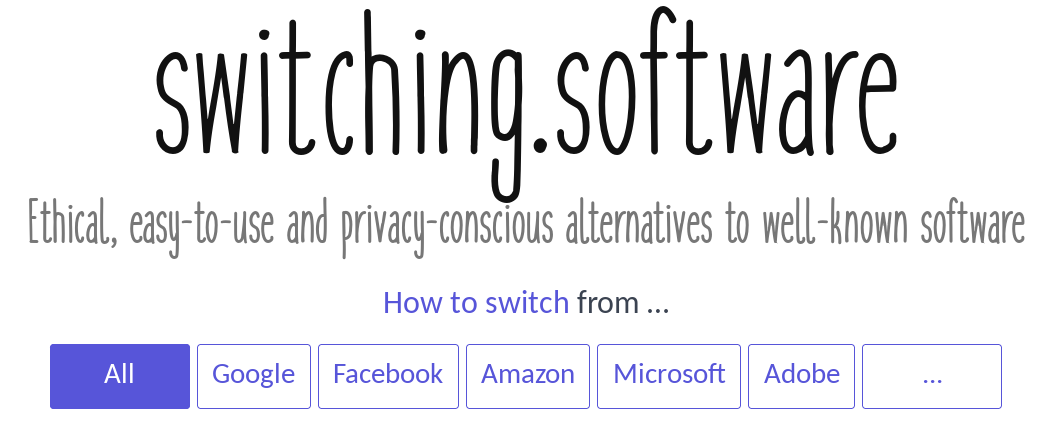 switching.software
Ethical, easy-to-use and privacy-conscious alternatives to well-known software
How to switch from ...
All Google Facebook Amazon Microsoft Adobe ...